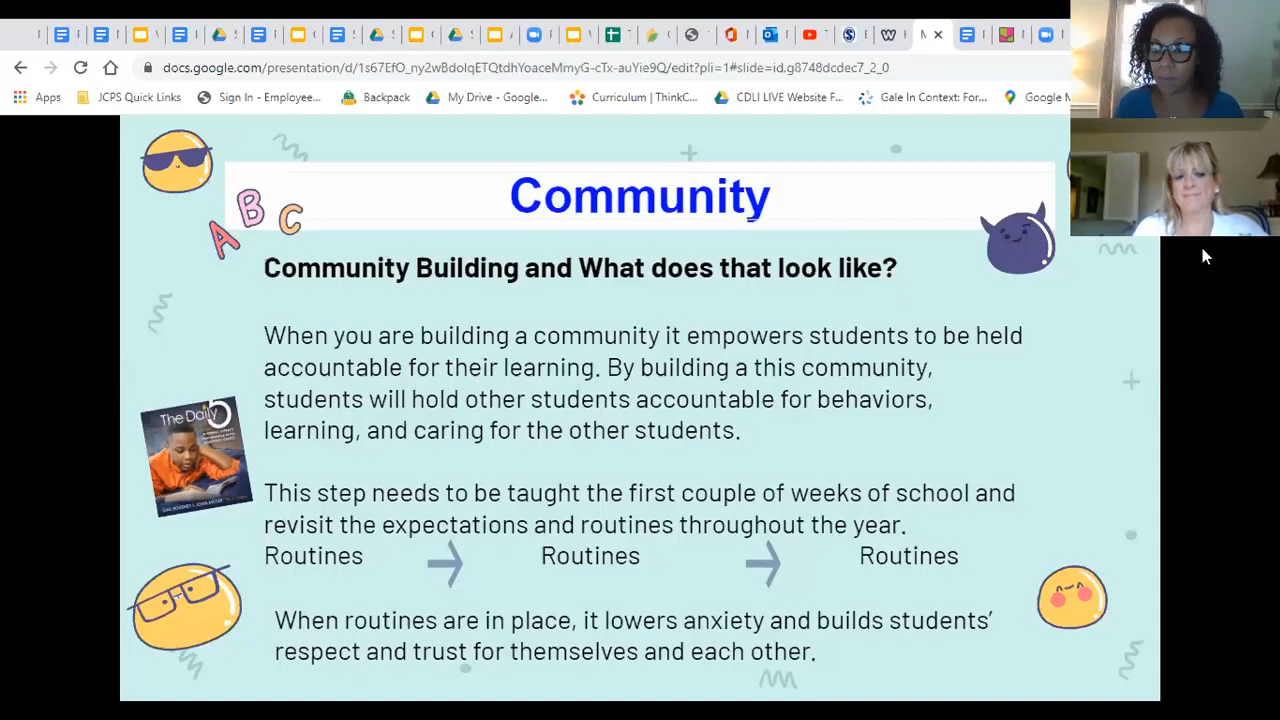 M
docs.google.com/presentation/d/1s67EfO_ny2wBdolqETQtdhYoaceMmyG-cTx-auYie9Q/edit?pli=1#slide=id.g8748dcdec7_2_0
Apps JCPS Quick Links Sign In - Employee... Backpack My Drive - Google... Curriculum | ThinkC... CDLI LIVE Website F... Gale In Context: For... Google M
A B C
Community
Community Building and What does that look like?
When you are building a community it empowers students to be held
accountable for their learning. By building a this community,
students will hold other students accountable for behaviors,
learning, and caring for the other students.
The Daily 5
This step needs to be taught the first couple of weeks of school and
revisit the expectations and routines throughout the year.
Routines → Routines → Routines
When routines are in place, it lowers anxiety and builds students’
respect and trust for themselves and each other.